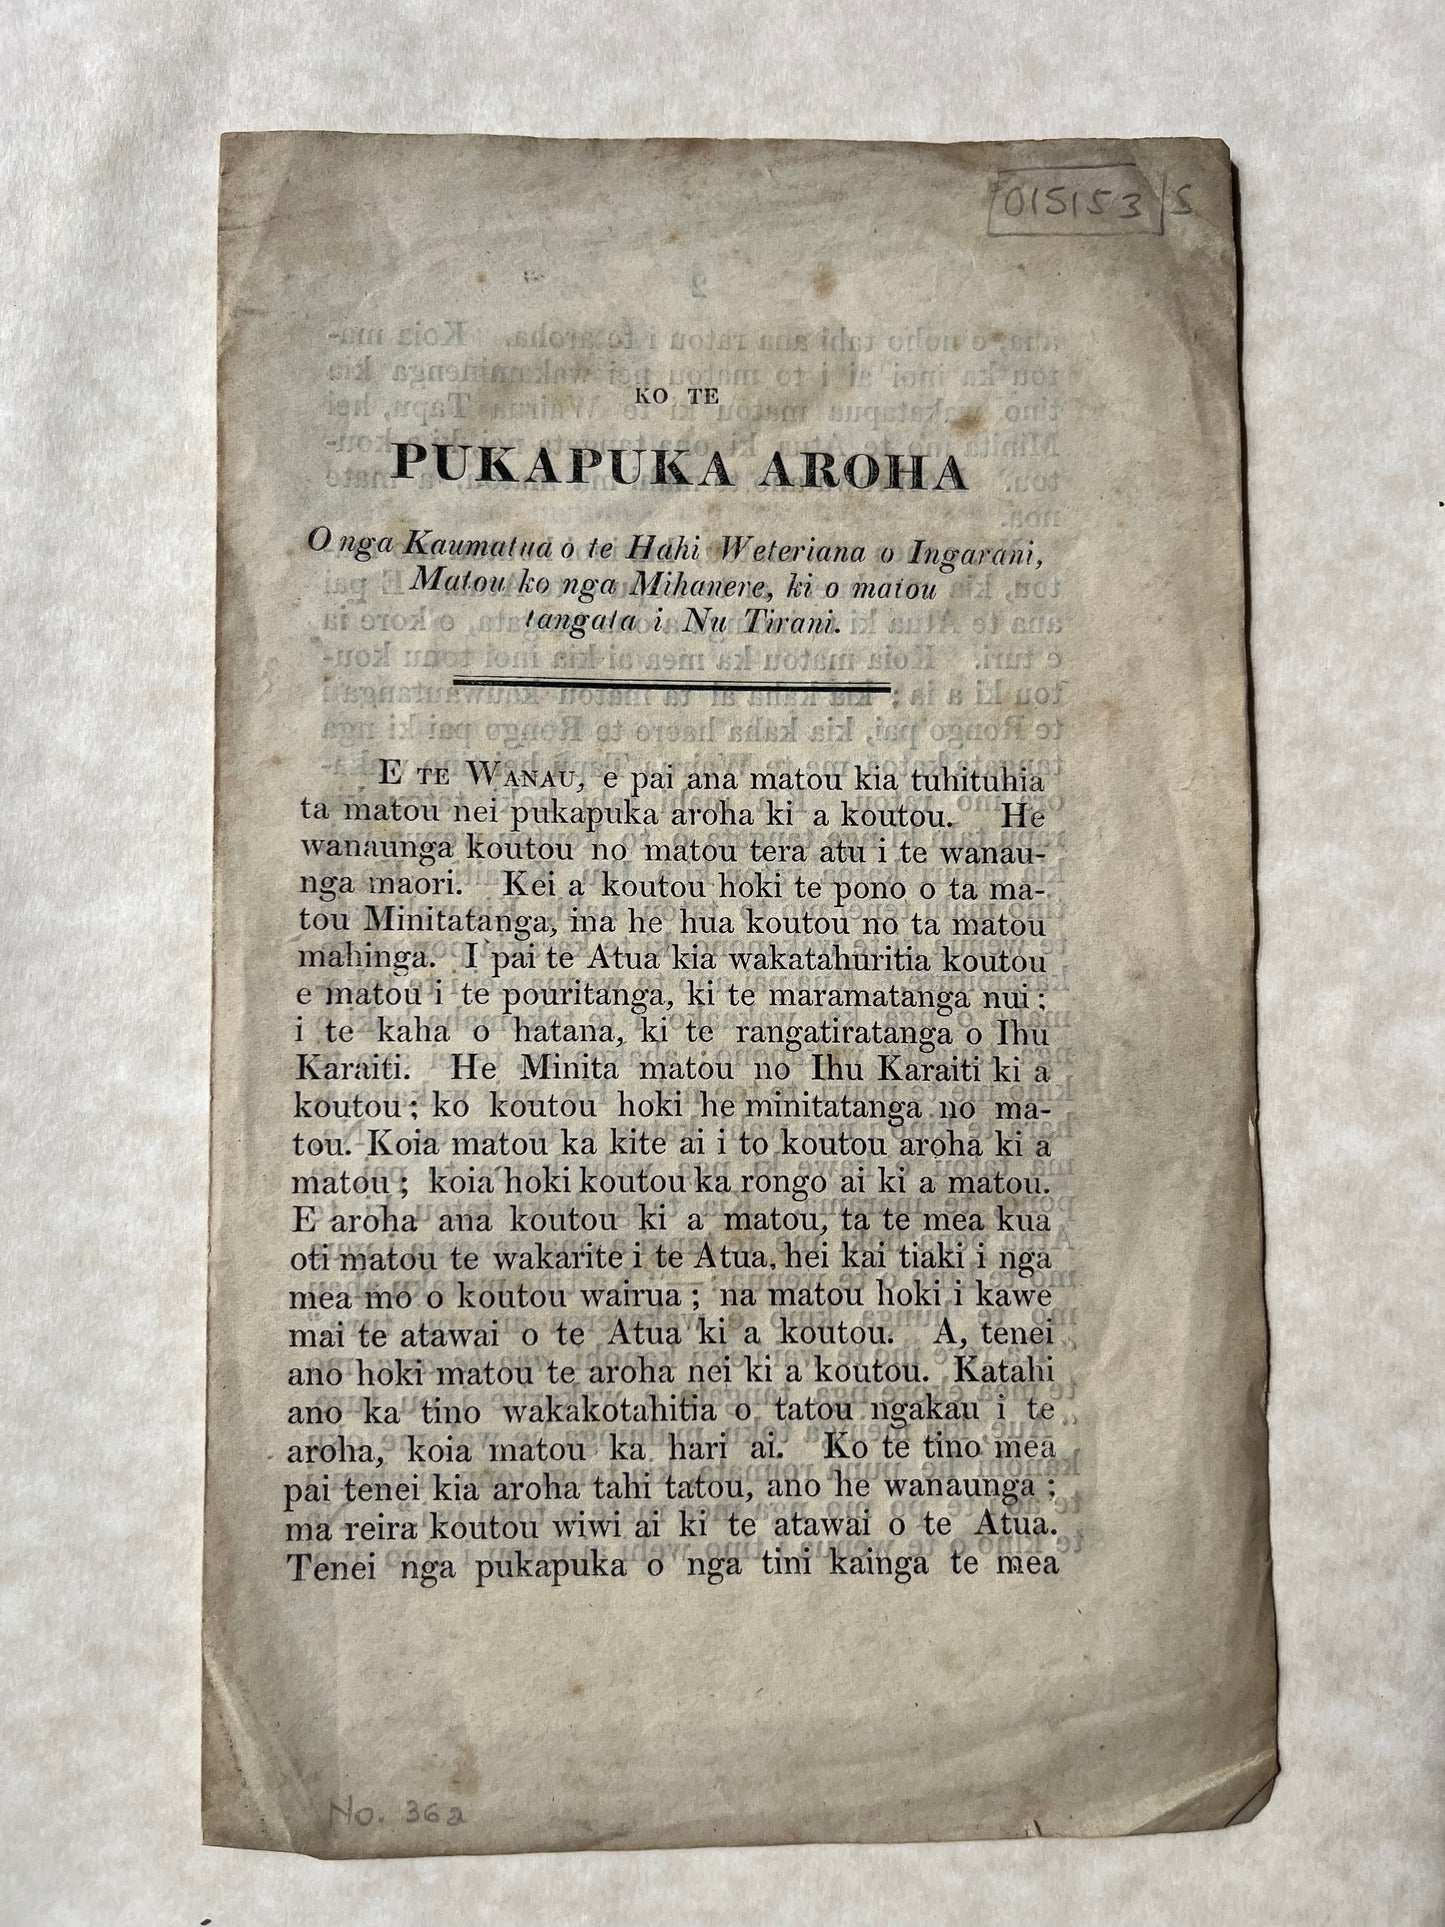 015153/5
KO TE
PUKAPUKA AROHA
O nga Kaumatua o te Hahi Weteriana o Ingarani,
Matou ko nga Mihanere, ki o matou
tangata i Nu Tirani.
E TE WANAU, e pai ana matou kia tuhituhia
ta matou nei pukapuka aroha ki a koutou. He
wanaunga koutou no matou tera atu i te wanau-
nga maori. Kei a koutou hoki te pono o ta ma-
tou Minitatanga, ina he hua koutou no ta matou
mahinga. I pai te Atua kia wakatahuritia koutou
e matou i te pouritanga, ki te maramatanga nui;
i te kaha o hatana, ki te rangatiratanga o Ihu
Karaiti. He Minita matou no Ihu Karaiti ki a
koutou; ko koutou hoki he minitatanga no ma-
tou. Koia matou ka kite ai i to koutou aroha ki a
matou; koia hoki koutou ka rongo ai ki a matou.
E aroha ana koutou ki a matou, ta te mea kua
oti matou te wakarite i te Atua, hei kai tiaki i nga
mea mo o koutou wairua; na matou hoki i kawe
mai te atawai o te Atua ki a koutou. A, tenei
ano hoki matou te aroha nei ki a koutou. Katahi
ano ka tino wakakotahitia o tatou ngakau i te
aroha, koia matou ka hari ai. Ko te tino mea
pai tenei kia aroha tahi tatou, ano he wanaunga;
ma reira koutou wiwi ai ki te atawai o te Atua.
Tenei nga pukapuka o nga tini kainga te mea
No. 36a